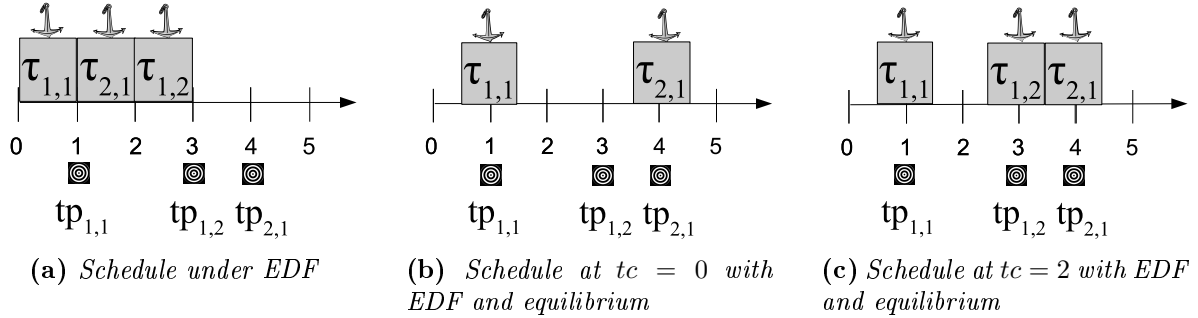 τ1,1 τ2,1 τ1,2
0 1 2 3 4 5
tp1,1 tp1,2 tp2,1
(a) Schedule under EDF
τ1,1 τ2,1
0 1 2 3 4 5
tp1,1 tp1,2 tp2,1
(b) Schedule at tc = 0 with
EDF and equilibrium
τ1,1 τ1,2 τ2,1
0 1 2 3 4 5
tp1,1 tp1,2 tp2,1
(c) Schedule at tc = 2 with EDF
and equilibrium